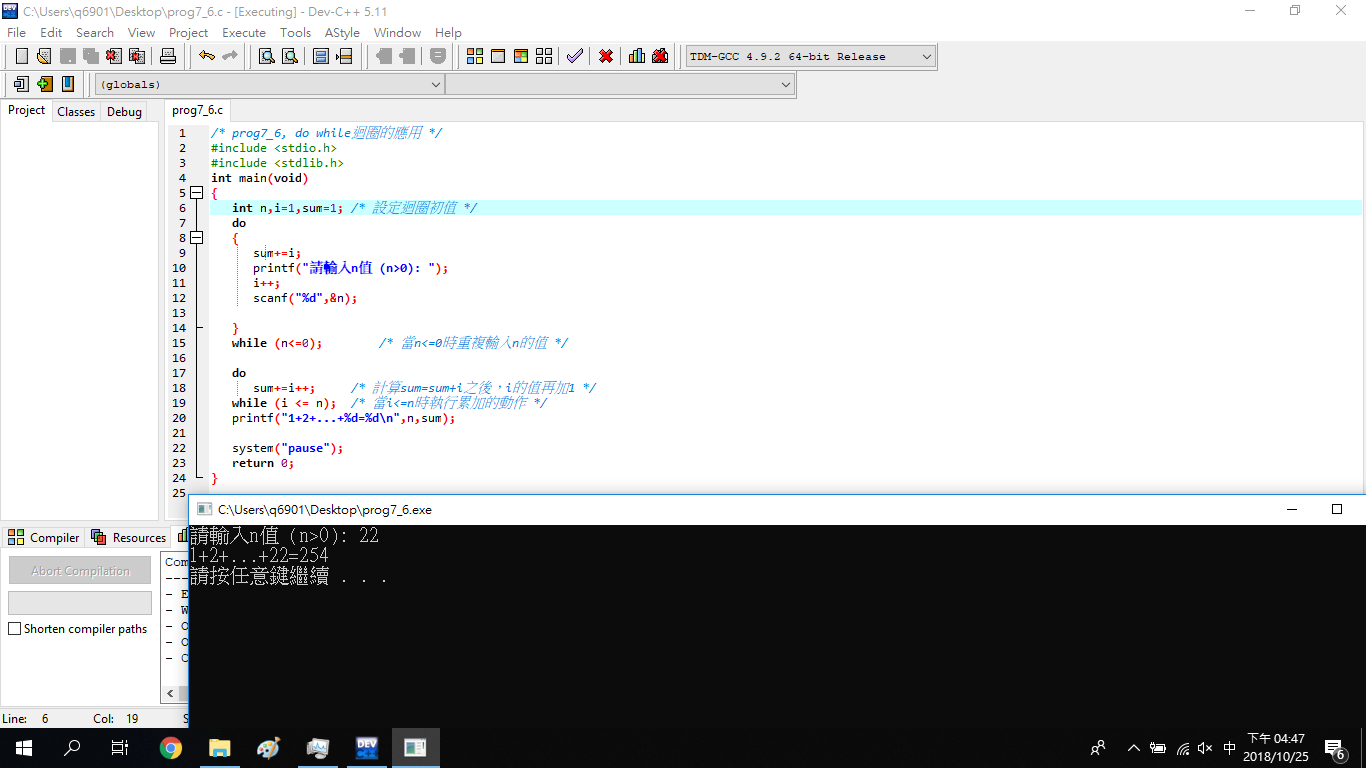 C:\Users\q6901\Desktop\prog7_6.c - [Executing] - Dev-C++ 5.11
File Edit Search View Project Execute Tools AStyle Window Help
TDM-GCC 4.9.2 64-bit Release
(globals)
Project Classes Debug
prog7_6.c
1 /* prog7_6, do while迴圈的應用 */
2 #include <stdio.h>
3 #include <stdlib.h>
4 int main(void)
5 {
6 int n,i=1,sum=1; /* 設定迴圈初值 */
7 do
8 {
9 sum+=i;
10 printf("請輸入n值 (n>0): ");
11 i++;
12 scanf("%d",&n);
13
14 }
15 while (n<=0); /* 當n<=0時重複輸入n的值 */
16
17 do
18 sum+=i++; /* 計算sum=sum+i之後，i的值再加1 */
19 while (i <= n); /* 當i<=n時執行累加的動作 */
20 printf("1+2+...+%d=%d\n",n,sum);
21
22 system("pause");
23 return 0;
24 }
25
C:\Users\q6901\Desktop\prog7_6.exe
請輸入n值 (n>0): 22
1+2+...+22=254
請按任意鍵繼續 . . .
Compiler Resources
Abort Compilation
Shorten compiler paths
Com
----
- E
- W
- O
- O
- C
Line: 6 Col: 19 S
DEV
中
下午 04:47
2018/10/25
6